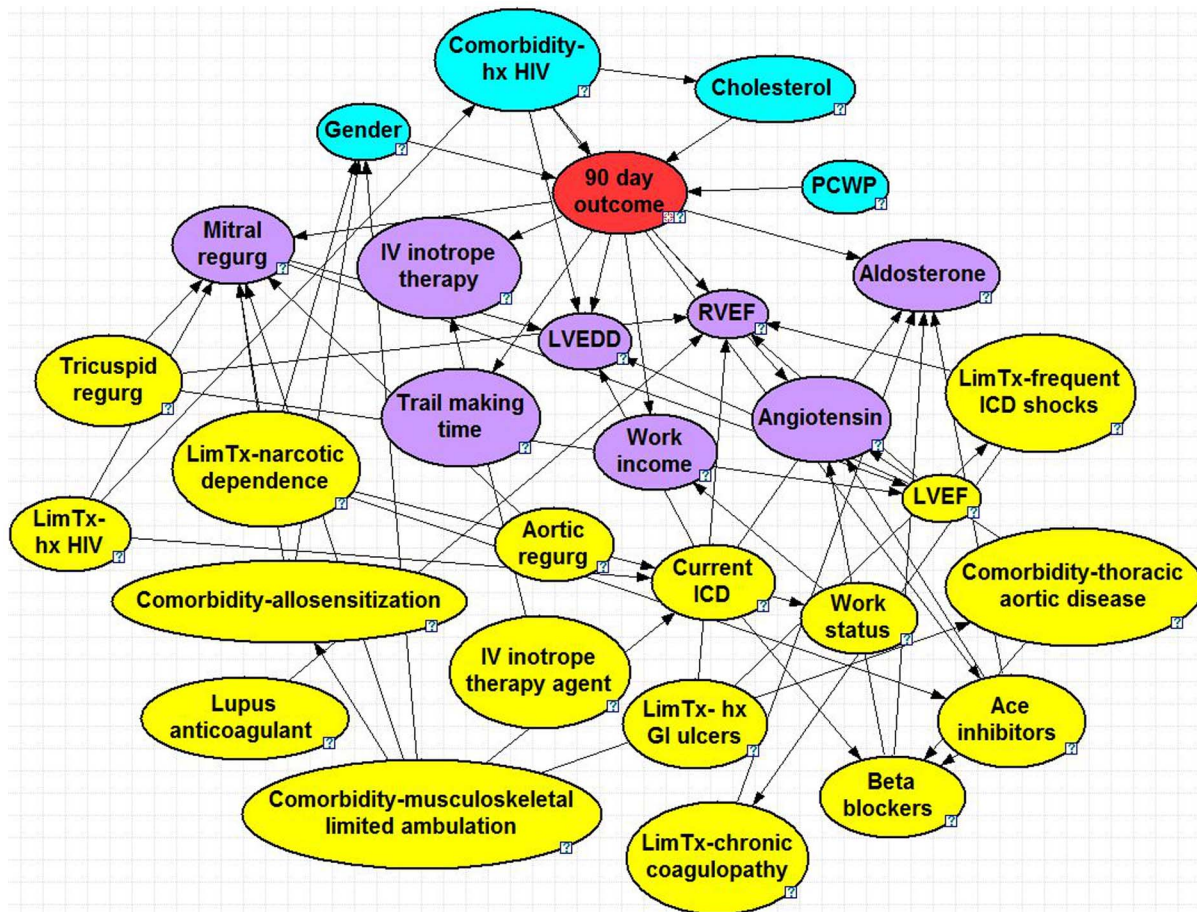 Comorbidity-
hx HIV
Cholesterol
Gender
90 day
outcome
PCWP
Mitral
regurg
IV inotrope
therapy
Aldosterone
RVEF
LVEDD
Tricuspid
regurg
Trail making
time
Work
income
Angiotensin
LimTx-frequent
ICD shocks
LimTx-narcotic
dependence
LVEF
LimTx-
hx HIV
Aortic
regurg
Current
ICD
Comorbidity-thoracic
aortic disease
Comorbidity-allosensitization
Work
status
IV inotrope
therapy agent
Lupus
anticoagulant
LimTx- hx
GI ulcers
Ace
inhibitors
Beta
blockers
Comorbidity-musculoskeletal
limited ambulation
LimTx-chronic
coagulopathy